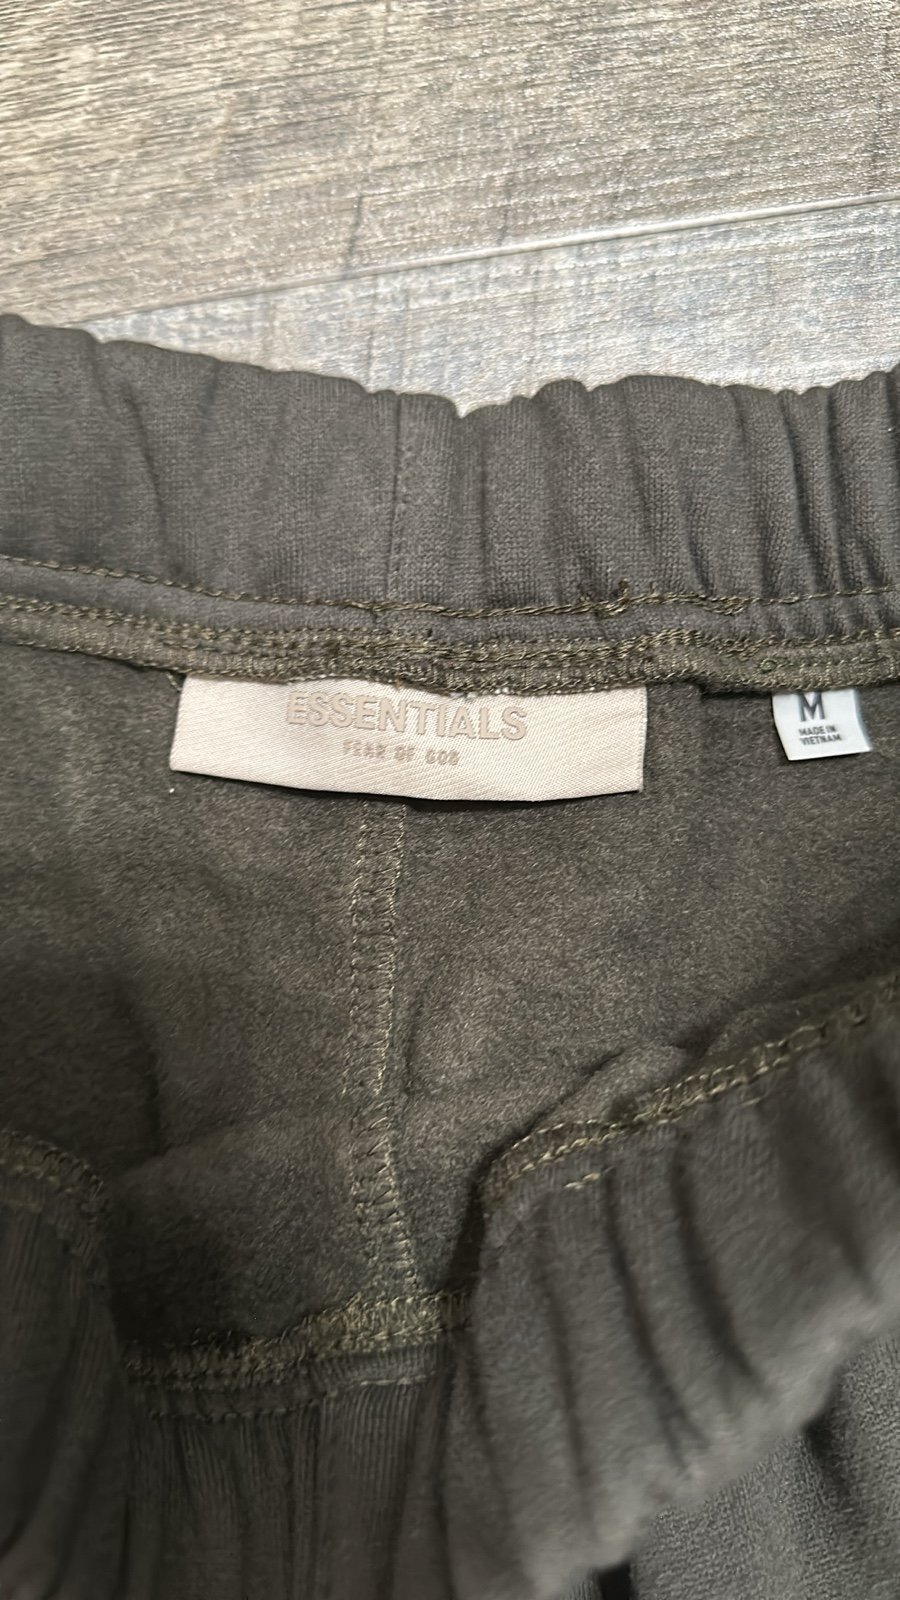 ESSENTIALS
FEAR OF GOD
M
MADE IN
VIETNAM